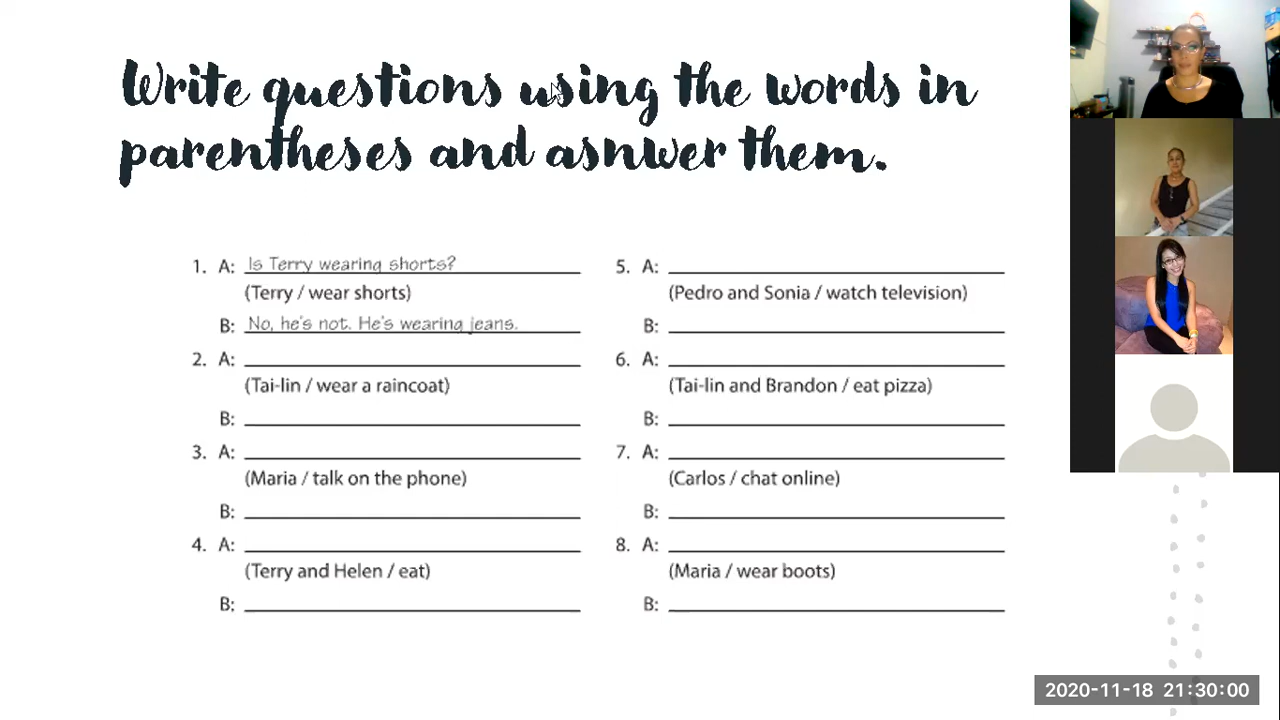 Write questions using the words in
parentheses and asnwer them.
1. A: Is Terry wearing shorts?
(Terry / wear shorts)
B: No, he's not. He's wearing jeans.
2. A:
(Tai-lin / wear a raincoat)
B:
3. A:
(Maria / talk on the phone)
B:
4. A:
(Terry and Helen / eat)
B:
5. A:
(Pedro and Sonia / watch television)
B:
6. A:
(Tai-lin and Brandon / eat pizza)
B:
7. A:
(Carlos / chat online)
B:
8. A:
(Maria / wear boots)
B:
2020-11-18 21:30:00